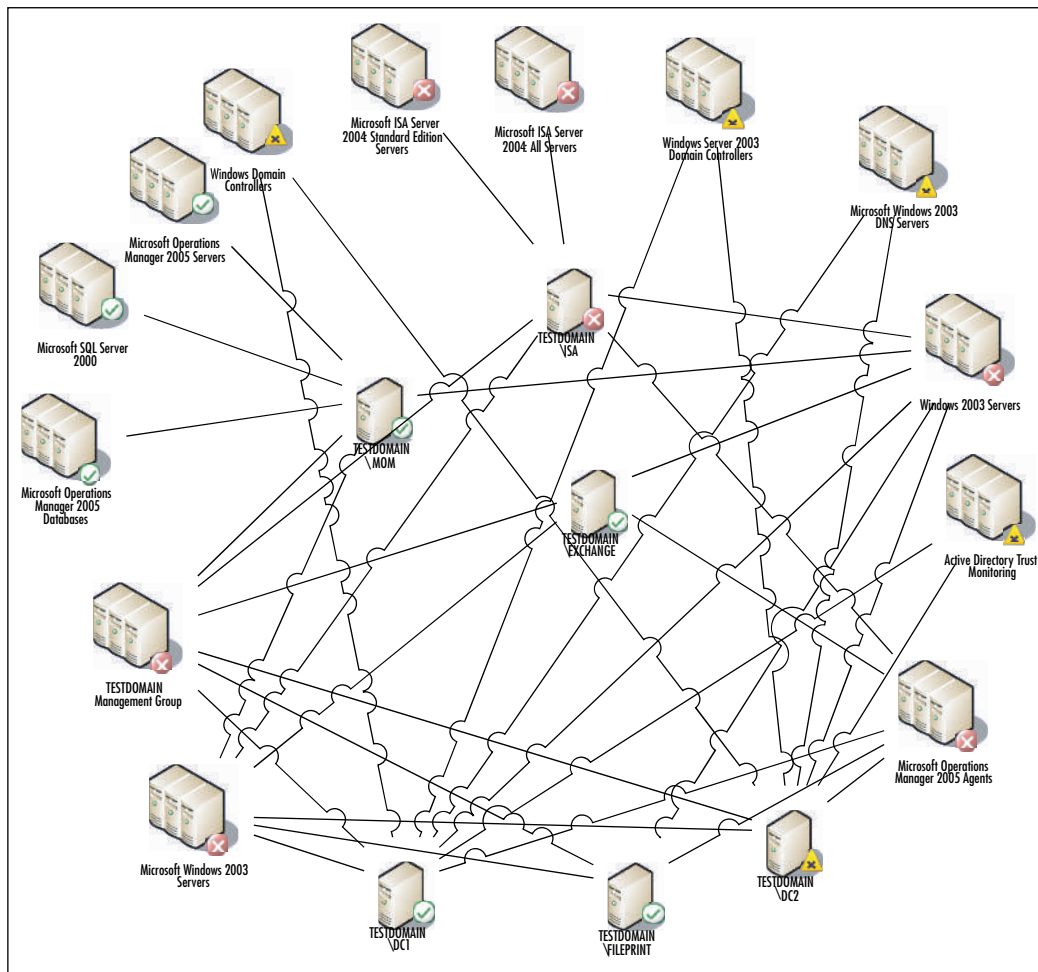 Microsoft ISA Server
2004: Standard Edition
Servers
Microsoft ISA Server
2004: All Servers
Windows Server 2003
Domain Controllers
Windows Domain
Controllers
Microsoft Windows 2003
DNS Servers
Microsoft Operations
Manager 2005 Servers
TESTDOMAIN
\ISA
Microsoft SQL Server
2000
Windows 2003 Servers
TESTDOMAIN
\MOM
Microsoft Operations
Manager 2005
Databases
TESTDOMAIN
\EXCHANGE
Active Directory Trust
Monitoring
TESTDOMAIN
Management Group
Microsoft Operations
Manager 2005 Agents
Microsoft Windows 2003
Servers
TESTDOMAIN
\DC2
TESTDOMAIN
\DC1
TESTDOMAIN
\FILEPRINT